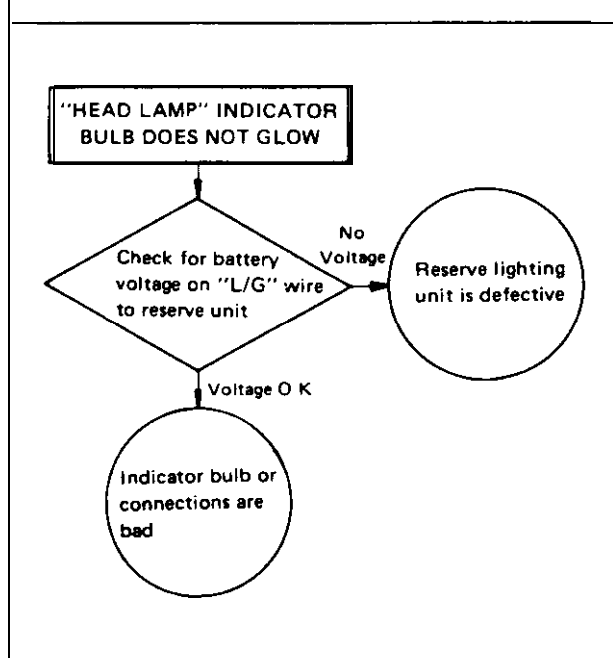 "HEAD LAMP" INDICATOR
BULB DOES NOT GLOW
Check for battery
voltage on "L/G" wire
to reserve unit
No
Voltage
Reserve lighting
unit is defective
Voltage O K
Indicator bulb or
connections are
bad